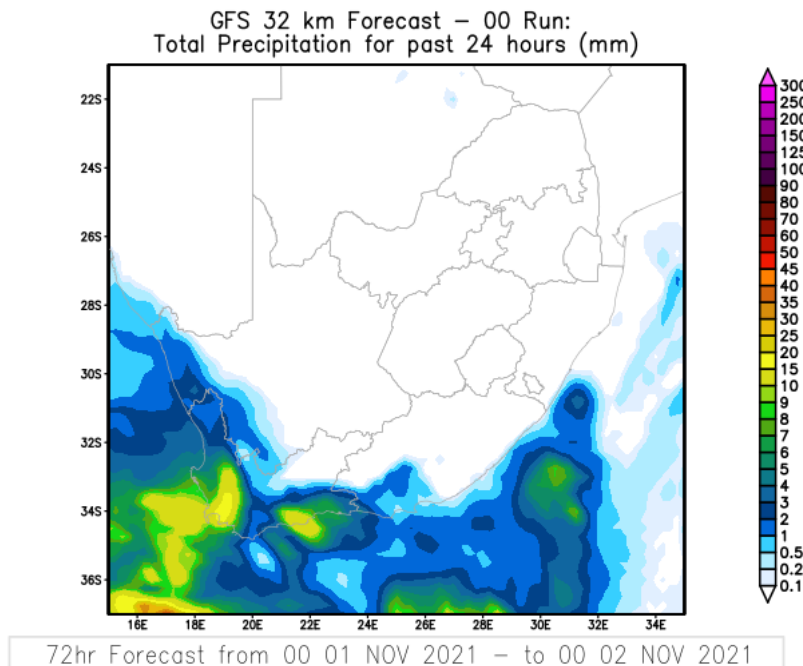 GFS 32 km Forecast – 00 Run:
Total Precipitation for past 24 hours (mm)
22S
24S
26S
28S
30S
32S
34S
36S
16E 18E 20E 22E 24E 26E 28E 30E 32E 34E
300
250
200
150
125
100
90
80
70
60
50
45
40
35
30
25
20
15
10
9
8
7
6
5
4
3
2
1
0.5
0.2
0.1
72hr Forecast from 00 01 NOV 2021 – to 00 02 NOV 2021